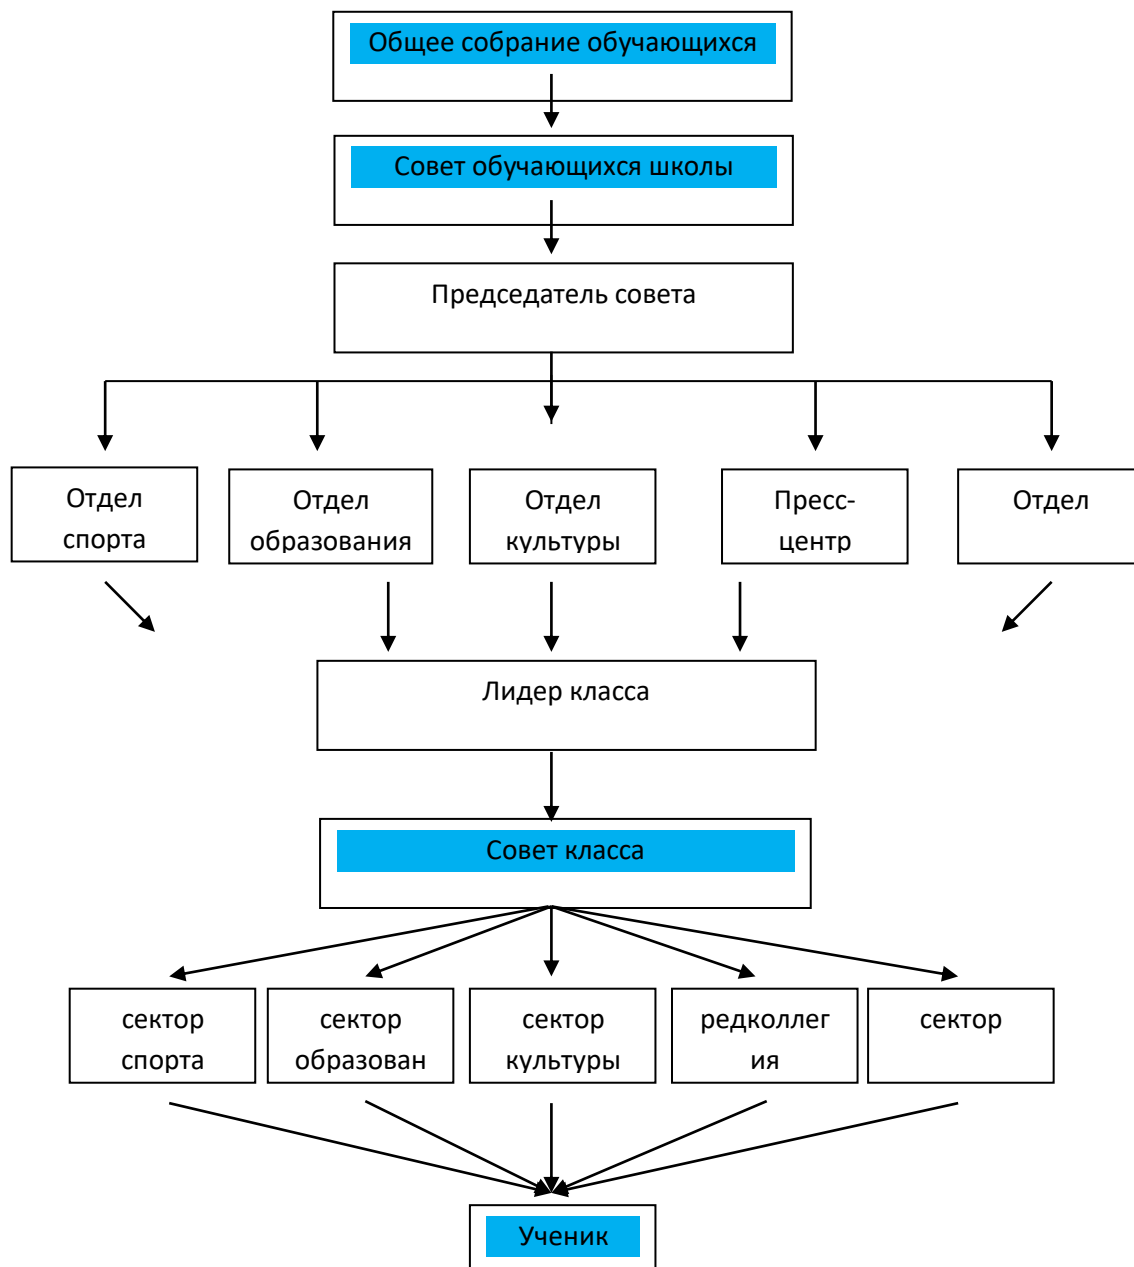 Общее собрание обучающихся
Совет обучающихся школы
Председатель совета
Отдел
спорта
Отдел
образования
Отдел
культуры
Пресс-
центр
Отдел
Лидер класса
Совет класса
сектор
спорта
сектор
образован
сектор
культуры
редколлег
ия
сектор
Ученик